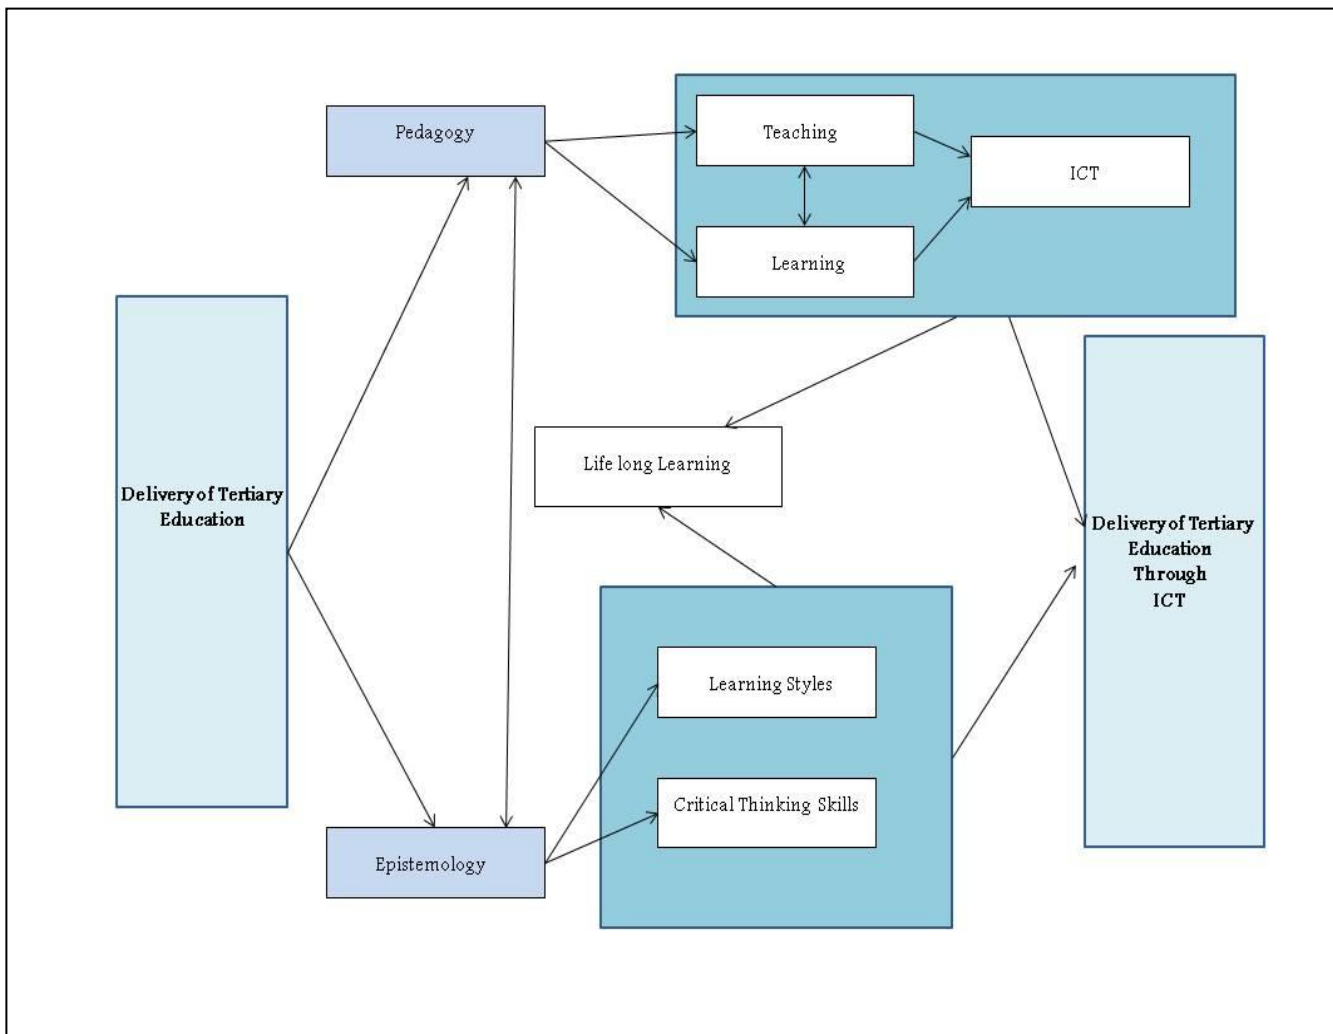 Pedagogy
Teaching
ICT
Learning
Life long Learning
Delivery of Tertiary
Education
Delivery of Tertiary
Education
Through
ICT
Learning Styles
Critical Thinking Skills
Epistemology